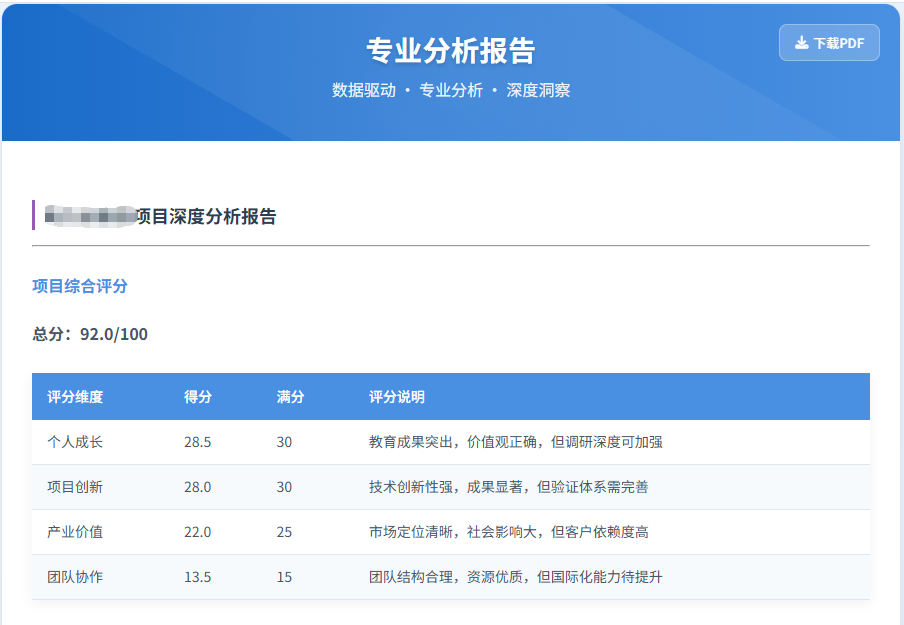 专业分析报告
下载PDF
数据驱动 • 专业分析 • 深度洞察
项目深度分析报告
项目综合评分
总分：92.0/100
评分维度 得分 满分 评分说明
个人成长 28.5 30 教育成果突出，价值观正确，但调研深度可加强
项目创新 28.0 30 技术创新性强，成果显著，但验证体系需完善
产业价值 22.0 25 市场定位清晰，社会影响大，但客户依赖度高
团队协作 13.5 15 团队结构合理，资源优质，但国际化能力待提升